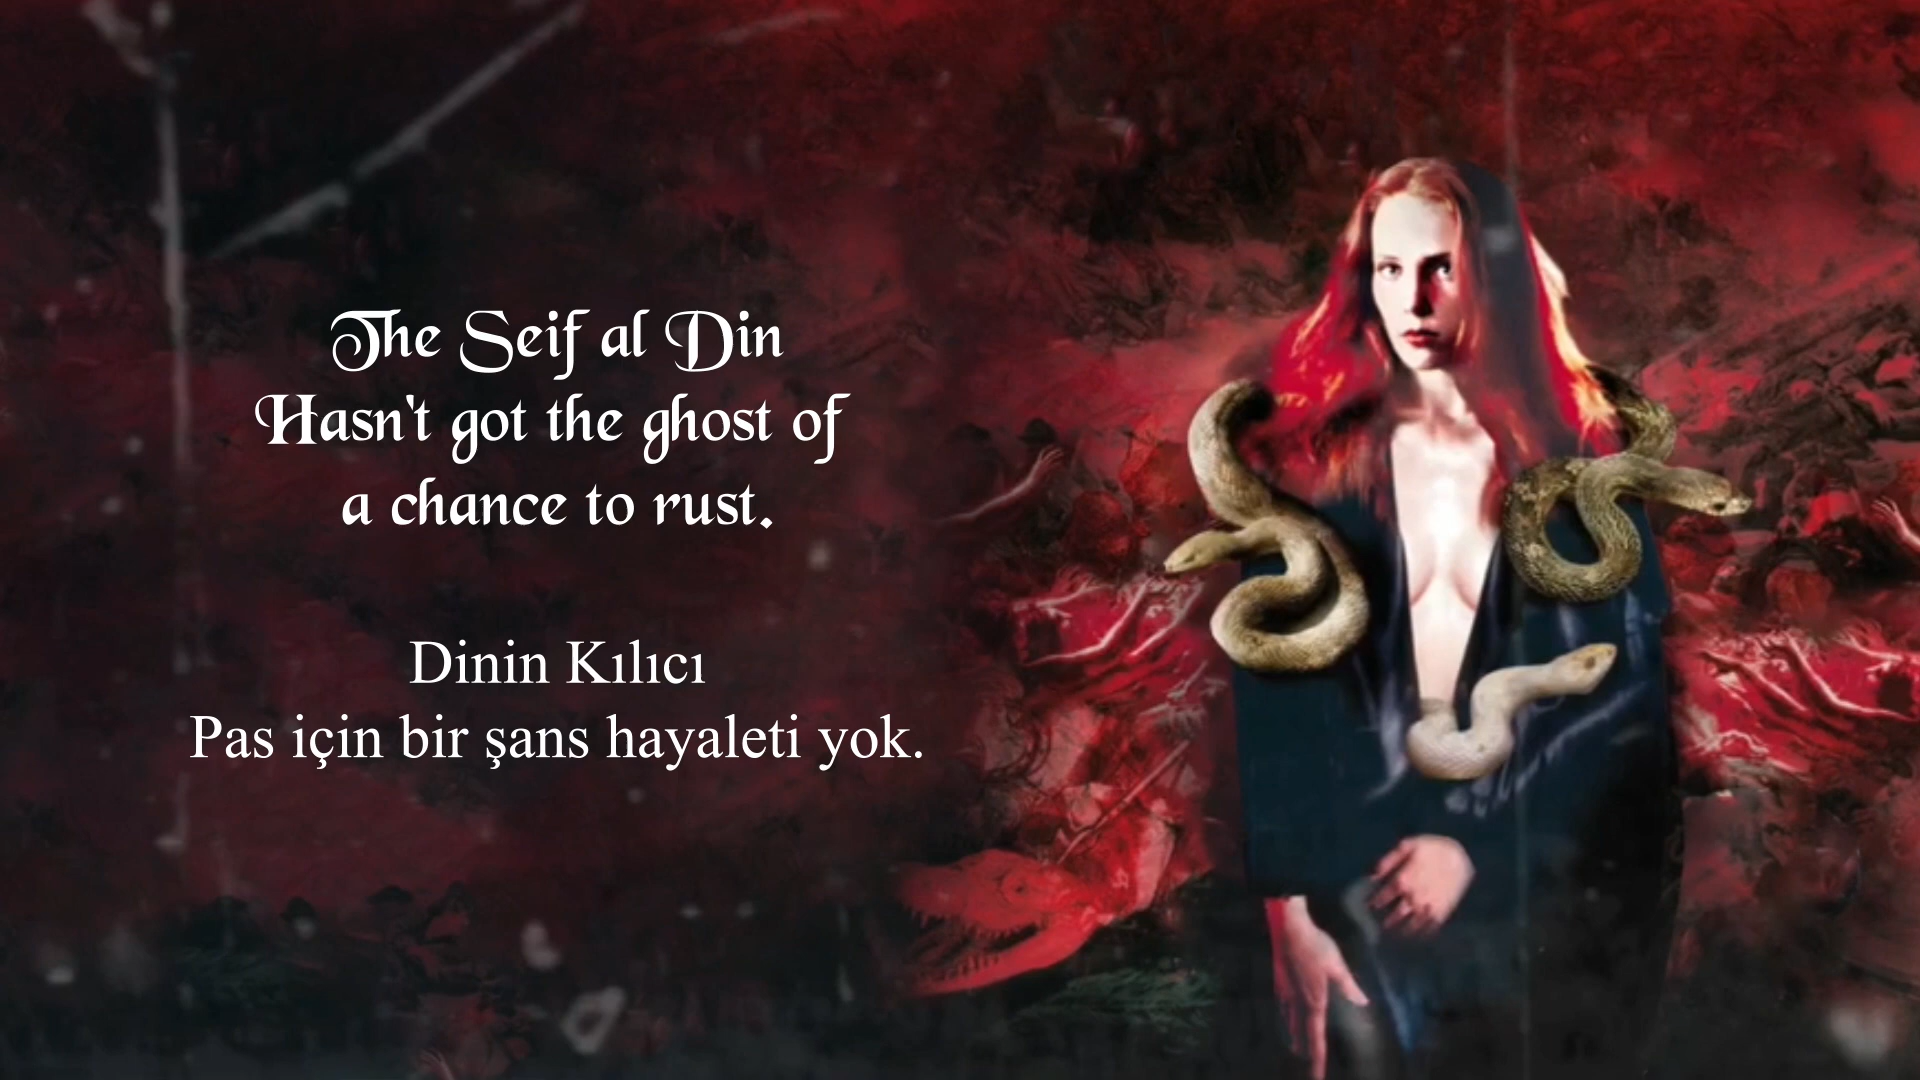 The Seif al Din
Hasn't got the ghost of
a chance to rust.
Dinin Kılıcı
Pas için bir şans hayaleti yok.